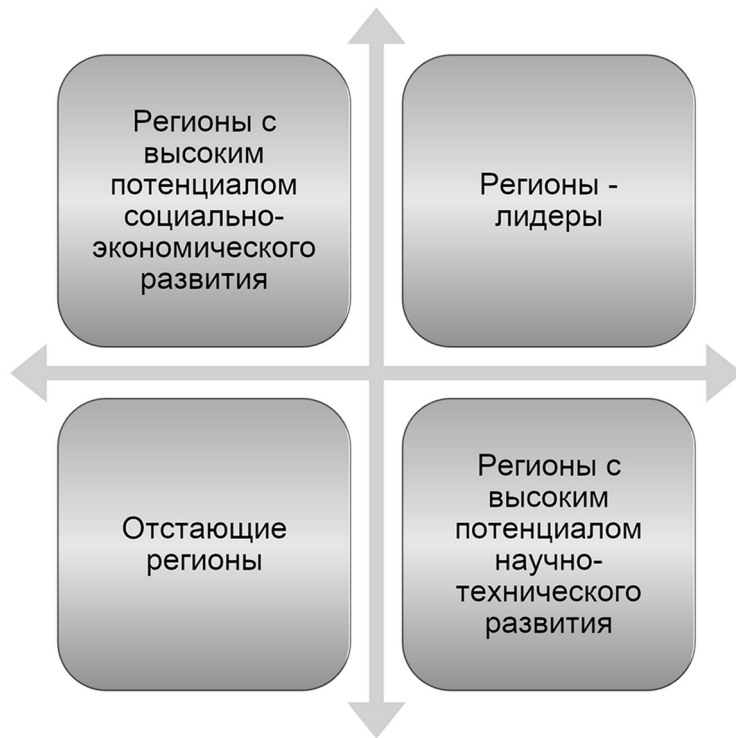 Регионы с
высоким
потенциалом
социально-
экономического
развития
Регионы -
лидеры
Отстающие
регионы
Регионы с
высоким
потенциалом
научно-
технического
развития